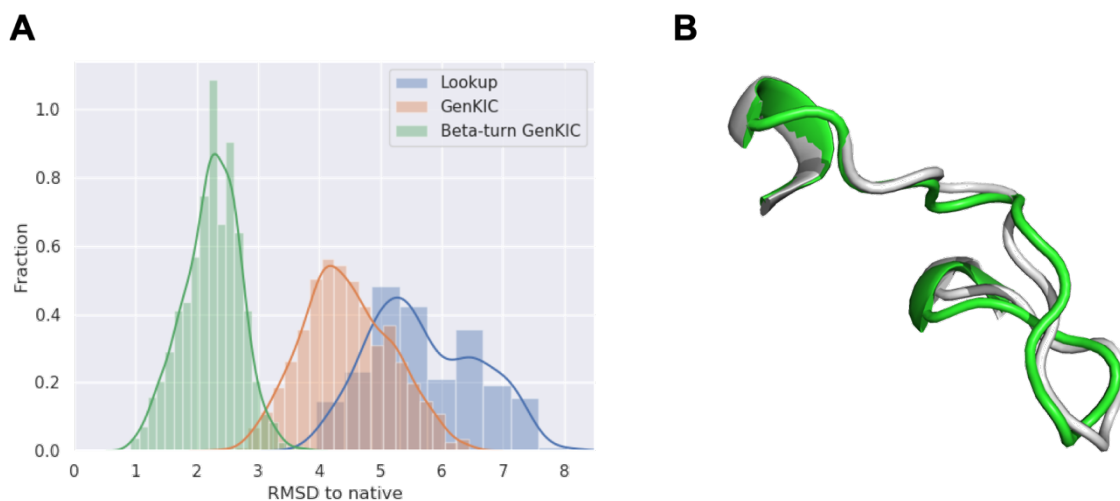 A
B
Lookup
GenKIC
Beta-turn GenKIC
Fraction
1.0
0.8
0.6
0.4
0.2
0.0
0 1 2 3 4 5 6 7 8
RMSD to native